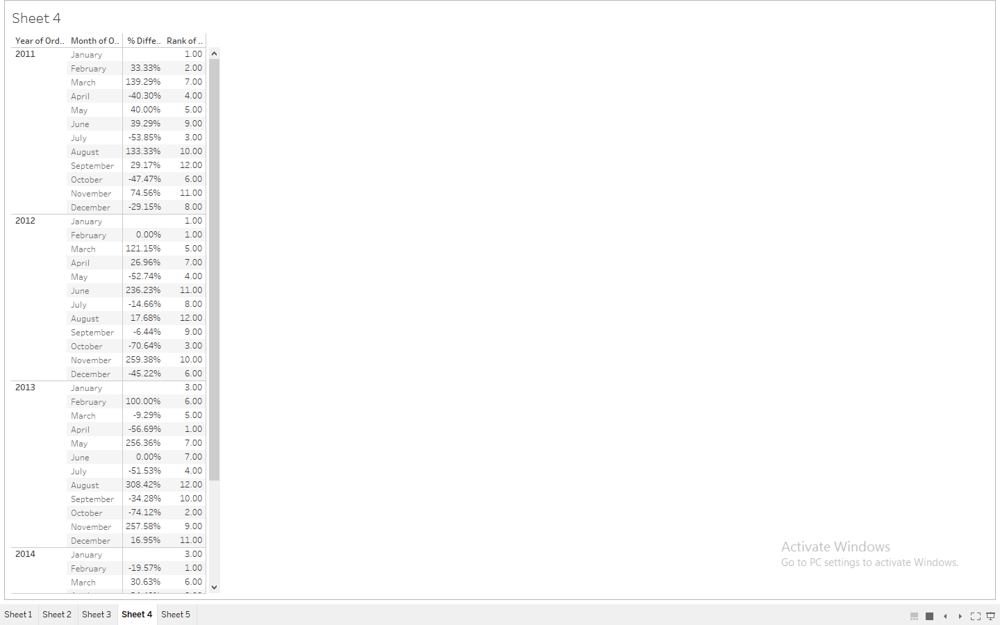 Sheet 4
Year of Ord.. Month of O.. % Diffe.. Rank of ..
2011 January 1.00
February 33.33% 2.00
March 139.29% 7.00
April -40.30% 4.00
May 40.00% 5.00
June 39.29% 9.00
July -53.85% 3.00
August 133.33% 10.00
September 29.17% 12.00
October -47.47% 6.00
November 74.56% 11.00
December -29.15% 8.00
2012 January 1.00
February 0.00% 1.00
March 121.15% 5.00
April 26.96% 7.00
May -52.74% 4.00
June 236.23% 11.00
July -14.66% 8.00
August 17.68% 12.00
September -6.44% 9.00
October -70.64% 3.00
November 259.38% 10.00
December -45.22% 6.00
2013 January 3.00
February 100.00% 6.00
March -9.29% 5.00
April -56.69% 1.00
May 256.36% 7.00
June 0.00% 7.00
July -51.53% 4.00
August 308.42% 12.00
September -34.28% 10.00
October -74.12% 2.00
November 257.58% 9.00
December 16.95% 11.00
2014 January 3.00
February -19.57% 1.00
March 30.63% 6.00
Activate Windows
Go to PC settings to activate Windows.
Sheet 1 Sheet 2 Sheet 3 Sheet 4 Sheet 5